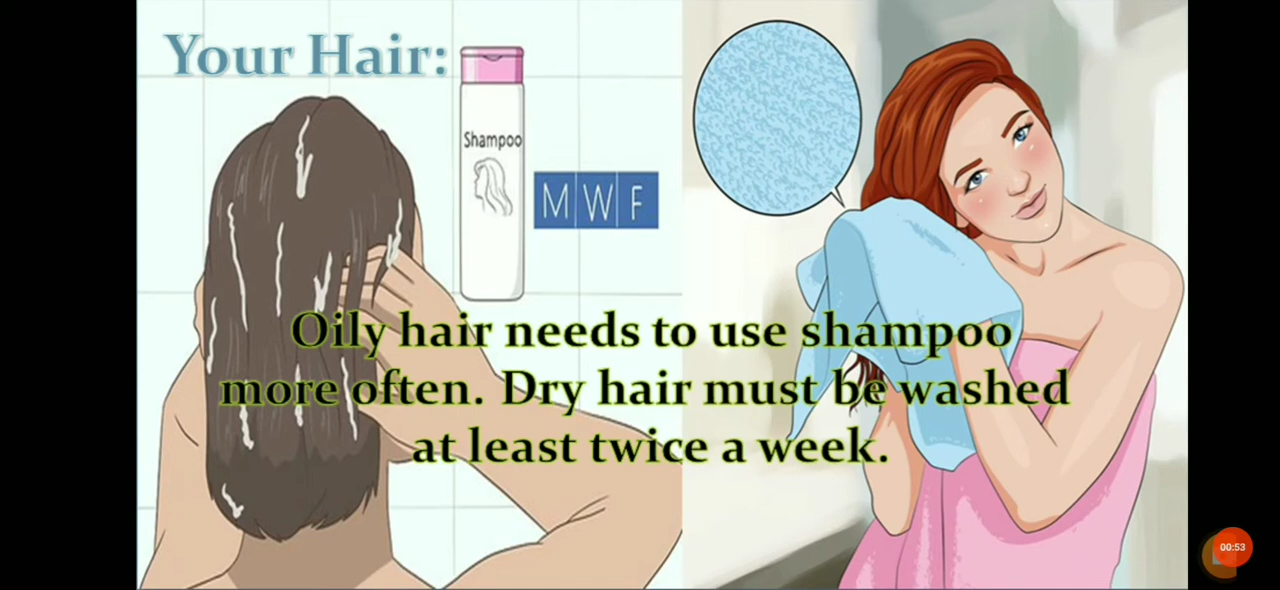 Your Hair:
Shampoo
M W F
Oily hair needs to use shampoo
more often. Dry hair must be washed
at least twice a week.
00:53